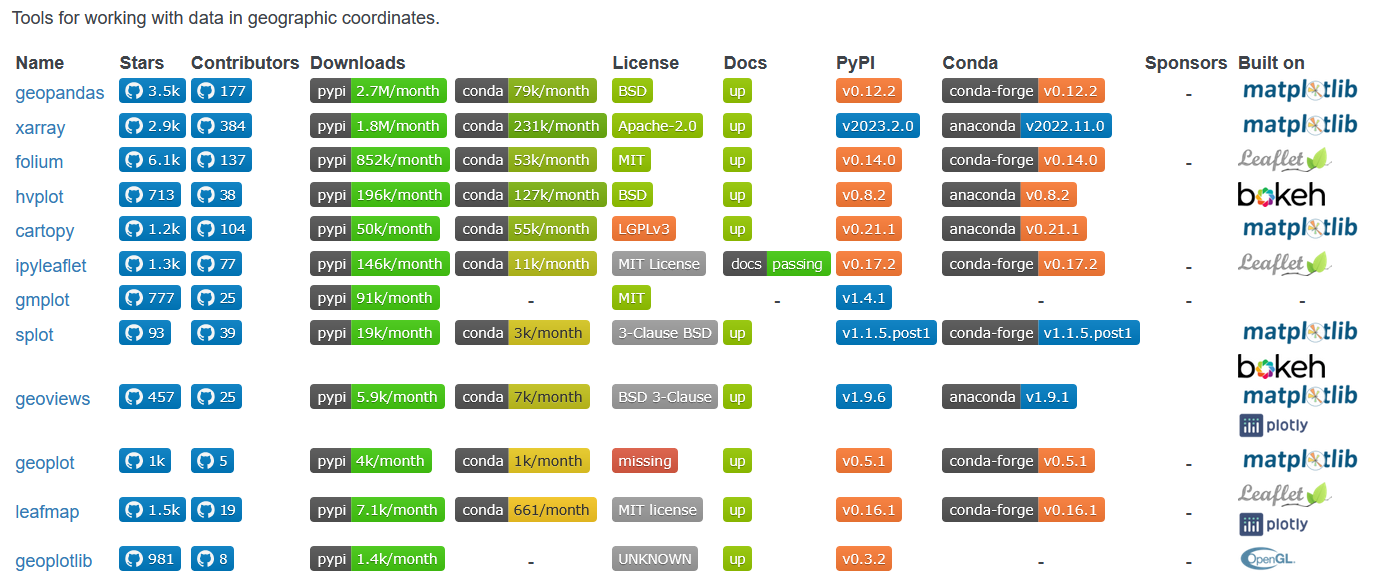 Tools for working with data in geographic coordinates.
Name Stars Contributors Downloads License Docs PyPI Conda Sponsors Built on
geopandas 3.5k 177 pypi 2.7M/month conda 79k/month BSD up v0.12.2 conda-forge v0.12.2 - matplotlib
xarray 2.9k 384 pypi 1.8M/month conda 231k/month Apache-2.0 up v2023.2.0 anaconda v2022.11.0 matplotlib
folium 6.1k 137 pypi 852k/month conda 53k/month MIT up v0.14.0 conda-forge v0.14.0 - Leaflet
hvplot 713 38 pypi 196k/month conda 127k/month BSD up v0.8.2 anaconda v0.8.2 bokeh
cartopy 1.2k 104 pypi 50k/month conda 55k/month LGPLv3 up v0.21.1 anaconda v0.21.1 matplotlib
ipyleaflet 1.3k 77 pypi 146k/month conda 11k/month MIT License docs passing v0.17.2 conda-forge v0.17.2 - Leaflet
gmplot 777 25 pypi 91k/month - MIT - v1.4.1 - - -
splot 93 39 pypi 19k/month conda 3k/month 3-Clause BSD up v1.1.5.post1 conda-forge v1.1.5.post1 matplotlib
bokeh
geoviews 457 25 pypi 5.9k/month conda 7k/month BSD 3-Clause up v1.9.6 anaconda v1.9.1 matplotlib
plotly
geoplot 1k 5 pypi 4k/month conda 1k/month missing up v0.5.1 conda-forge v0.5.1 - matplotlib
Leaflet
leafmap 1.5k 19 pypi 7.1k/month conda 661/month MIT license up v0.16.1 conda-forge v0.16.1 -
plotly
geoplotlib 981 8 pypi 1.4k/month - UNKNOWN up v0.3.2 - - OpenGL.